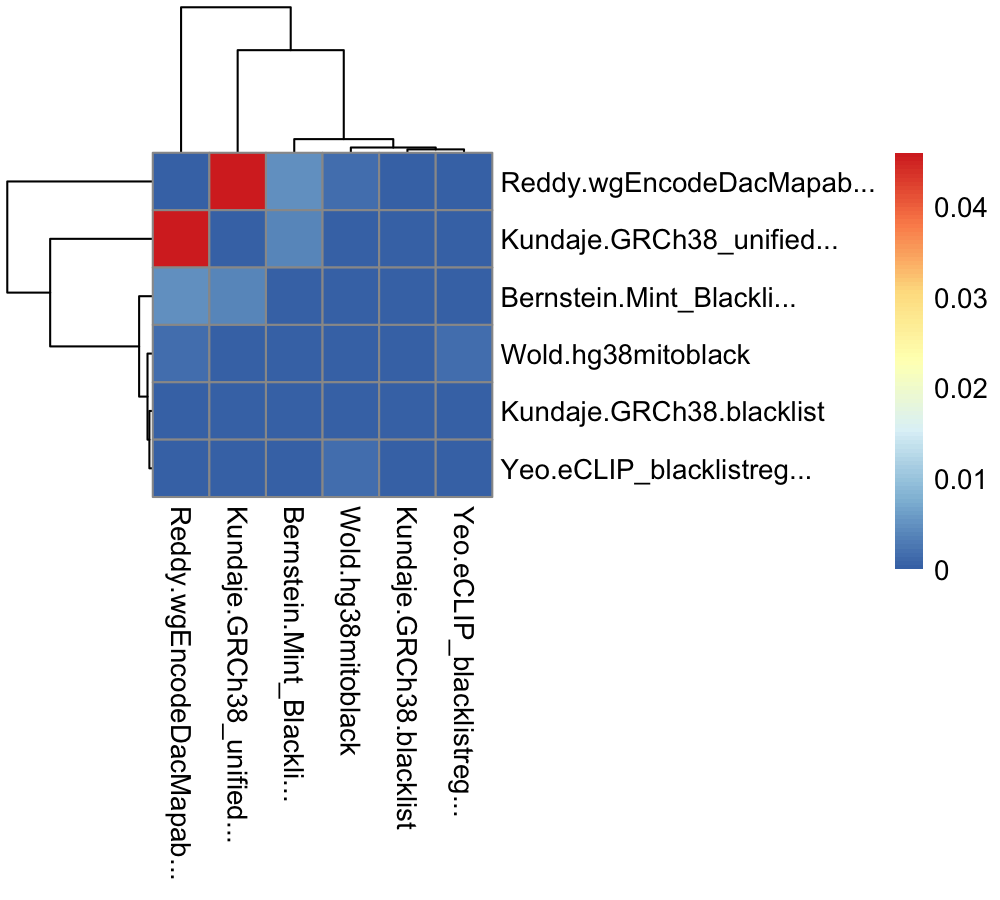 Reddy.wgEncodeDacMapab...
Kundaje.GRCh38_unified...
Bernstein.Mint_Blackli...
Wold.hg38mitoblack
Kundaje.GRCh38.blacklist
Yeo.eCLIP_blacklistreg...
Reddy.wgEncodeDacMapab...
Kundaje.GRCh38_unified...
Bernstein.Mint_Blackli...
Wold.hg38mitoblack
Kundaje.GRCh38.blacklist
Yeo.eCLIP_blacklistreg...
0.04
0.03
0.02
0.01
0